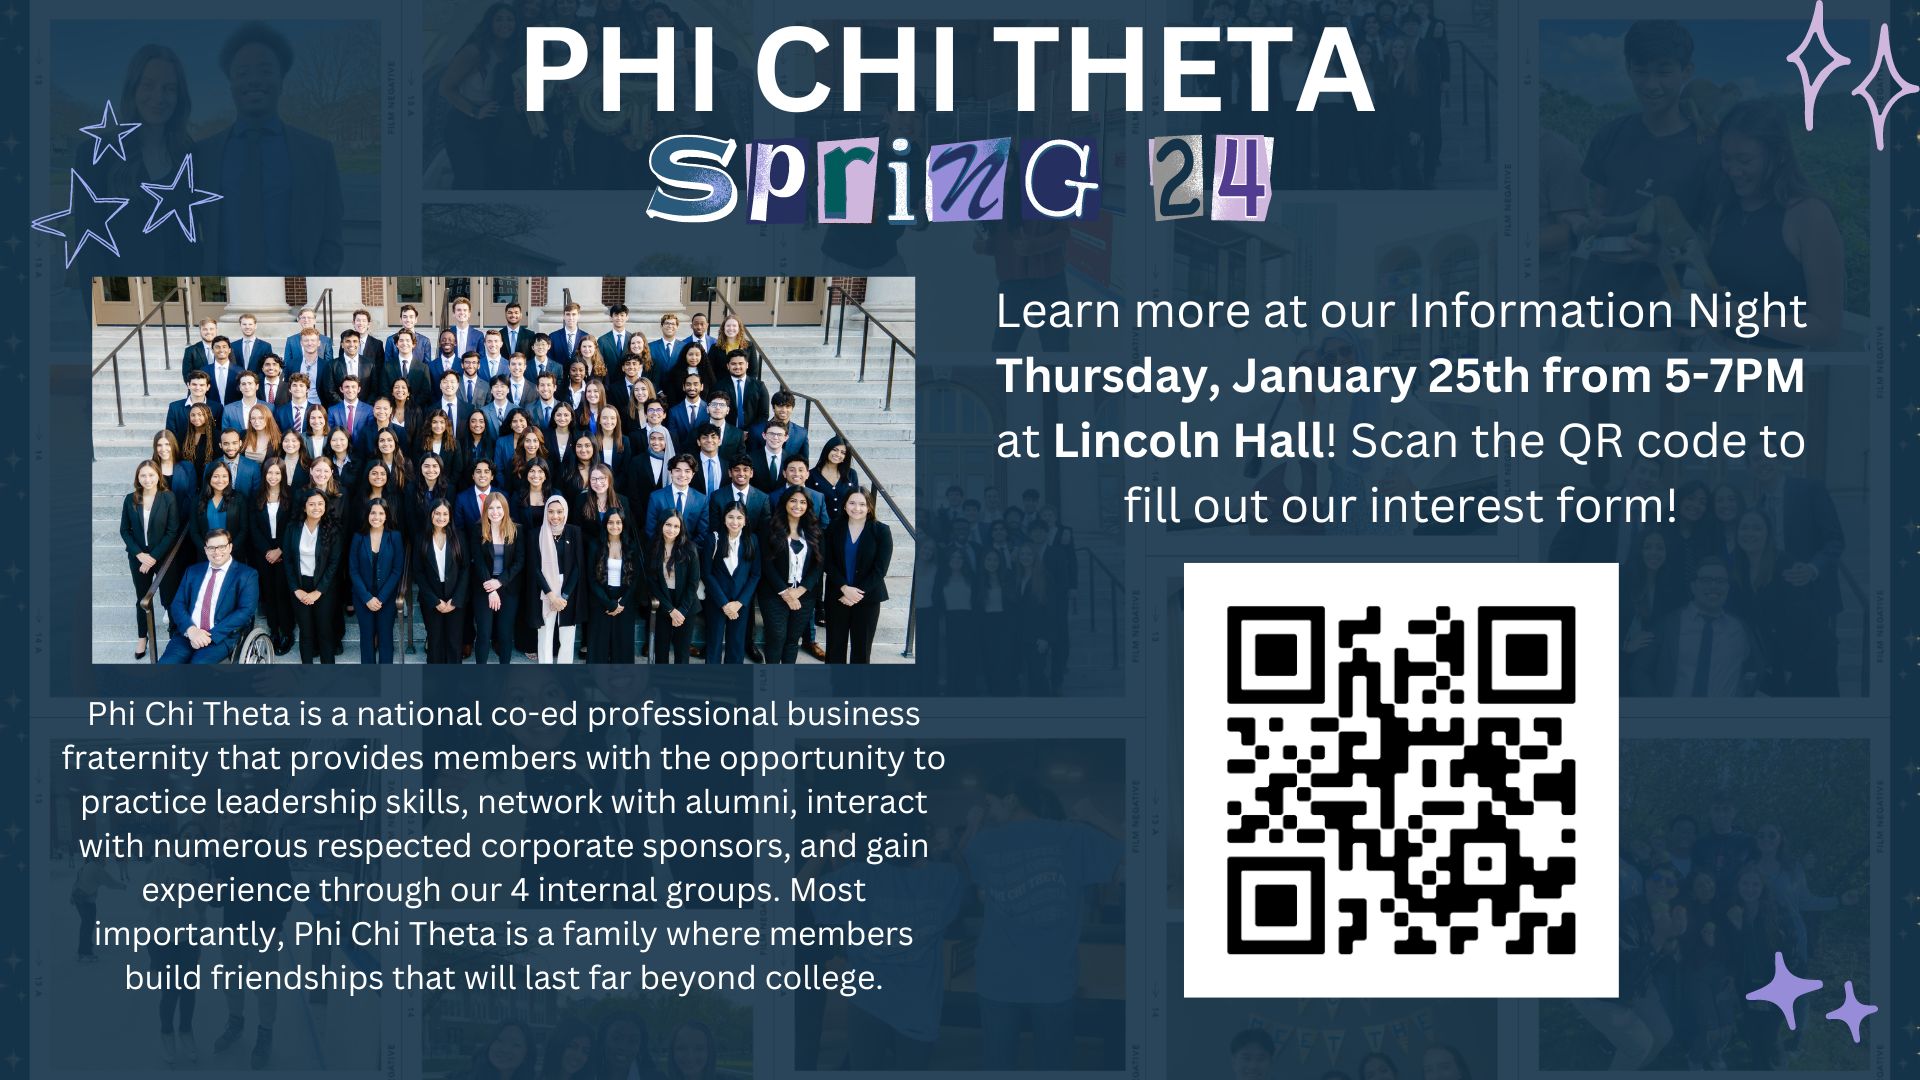 PHI CHI THETA
SpriNG 24
Learn more at our Information Night
Thursday, January 25th from 5-7PM
at Lincoln Hall! Scan the QR code to
fill out our interest form!
Phi Chi Theta is a national co-ed professional business
fraternity that provides members with the opportunity to
practice leadership skills, network with alumni, interact
with numerous respected corporate sponsors, and gain
experience through our 4 internal groups. Most
importantly, Phi Chi Theta is a family where members
build friendships that will last far beyond college.